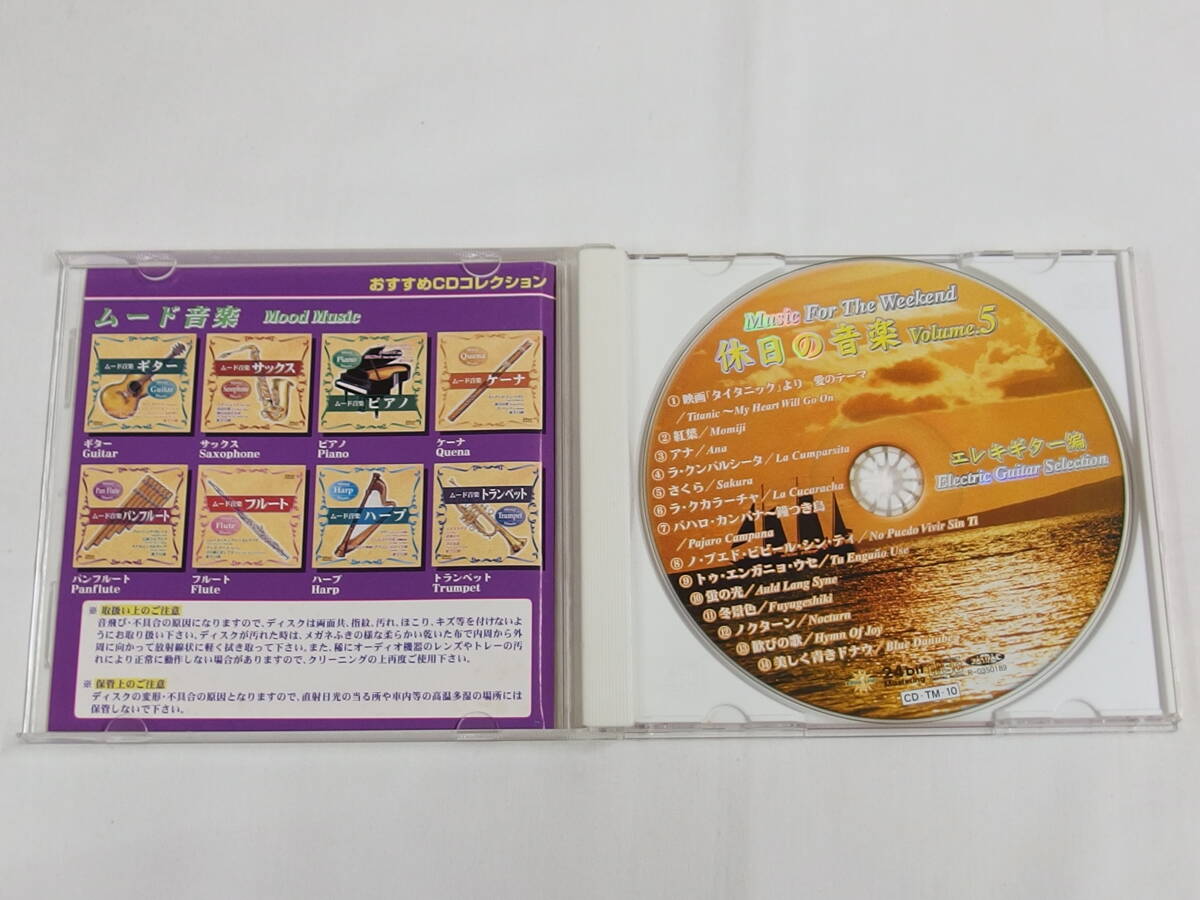 おすすめCDコレクション
ムード音楽 Mood Music
ムード音楽 ギター
Guitar
ムード音楽 サックス
Saxophone
Piano
ムード音楽 ピアノ
Quena
ムード音楽 ケーナ
ギター
Guitar
サックス
Saxophone
ピアノ
Piano
ケーナ
Quena
Pan Flute
ムード音楽 パンフルート
ムード音楽 フルート
Flute
Harp
ムード音楽 ハープ
ムード音楽 トランペット
Trumpet
パンフルート
Panflute
フルート
Flute
ハープ
Harp
トランペット
Trumpet
※ 取扱い上のご注意
音飛び・不具合の原因になりますので、ディスクは両面共、指紋、汚れ、ほこり、キズ等を付けないよ
うにお取り扱い下さい。ディスクが汚れた時は、メガネふきの様な柔らかい乾いた布で内周から外
周に向かって放射線状に軽く拭き取って下さい。また、稀にオーディオ機器のレンズやトレーの汚
れにより正常に動作しない場合がありますので、クリーニングの上再度ご使用下さい。
※ 保管上のご注意
ディスクの変形・不具合の原因となりますので、直射日光の当る所や車内等の高温多湿の場所には
保管しないで下さい。
Music For The Weekend
休日の音楽 Volume.5
① 映画「タイタニック」より 愛のテーマ
/Titanic～My Heart Will Go On
② 紅葉/Momiji
③ アナ/Ana
④ ラ・クンパルシータ/La Cumparsita
⑤ さくら/Sakura
⑥ ラ・クカラーチャ/La Cucaracha
⑦ パハロ・カンパナ～鐘つき鳥
/Pajaro Campana
⑧ ノ・プエド・ビビール・シン・ティ/No Puedo Vivir Sin Ti
⑨ トゥ・エンガニョ・ウセ/Tu Engaño Use
⑩ 蛍の光/Auld Lang Syne
⑪ 冬景色/Fuyugeshiki
⑫ ノクターン/Nocturn
⑬ 歓びの歌/Hymn Of Joy
⑭ 美しく青きドナウ/Blue Danube
エレキギター編
Electric Guitar Selection
24bit
Mastering
R-0350189
CD・TM・10